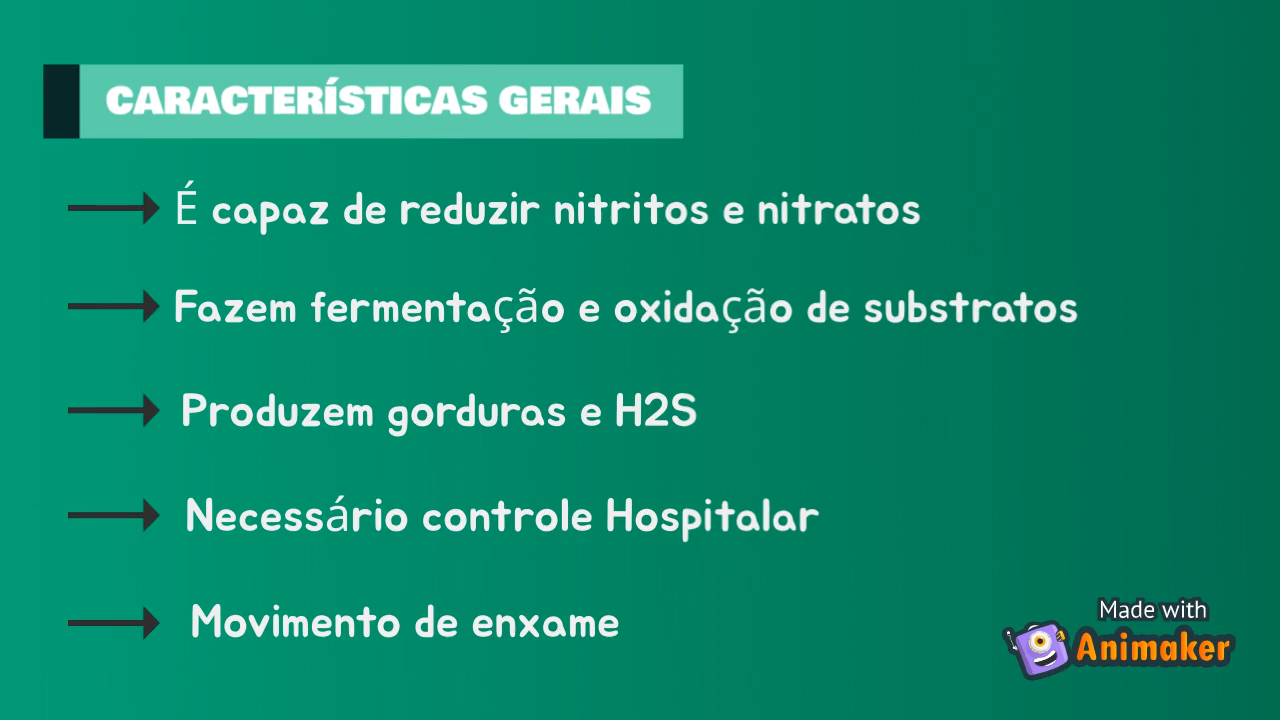 CARACTERÍSTICAS GERAIS
É capaz de reduzir nitritos e nitratos
Fazem fermentação e oxidação de substratos
Produzem gorduras e H2S
Necessário controle Hospitalar
Movimento de enxame
Made with
Animaker